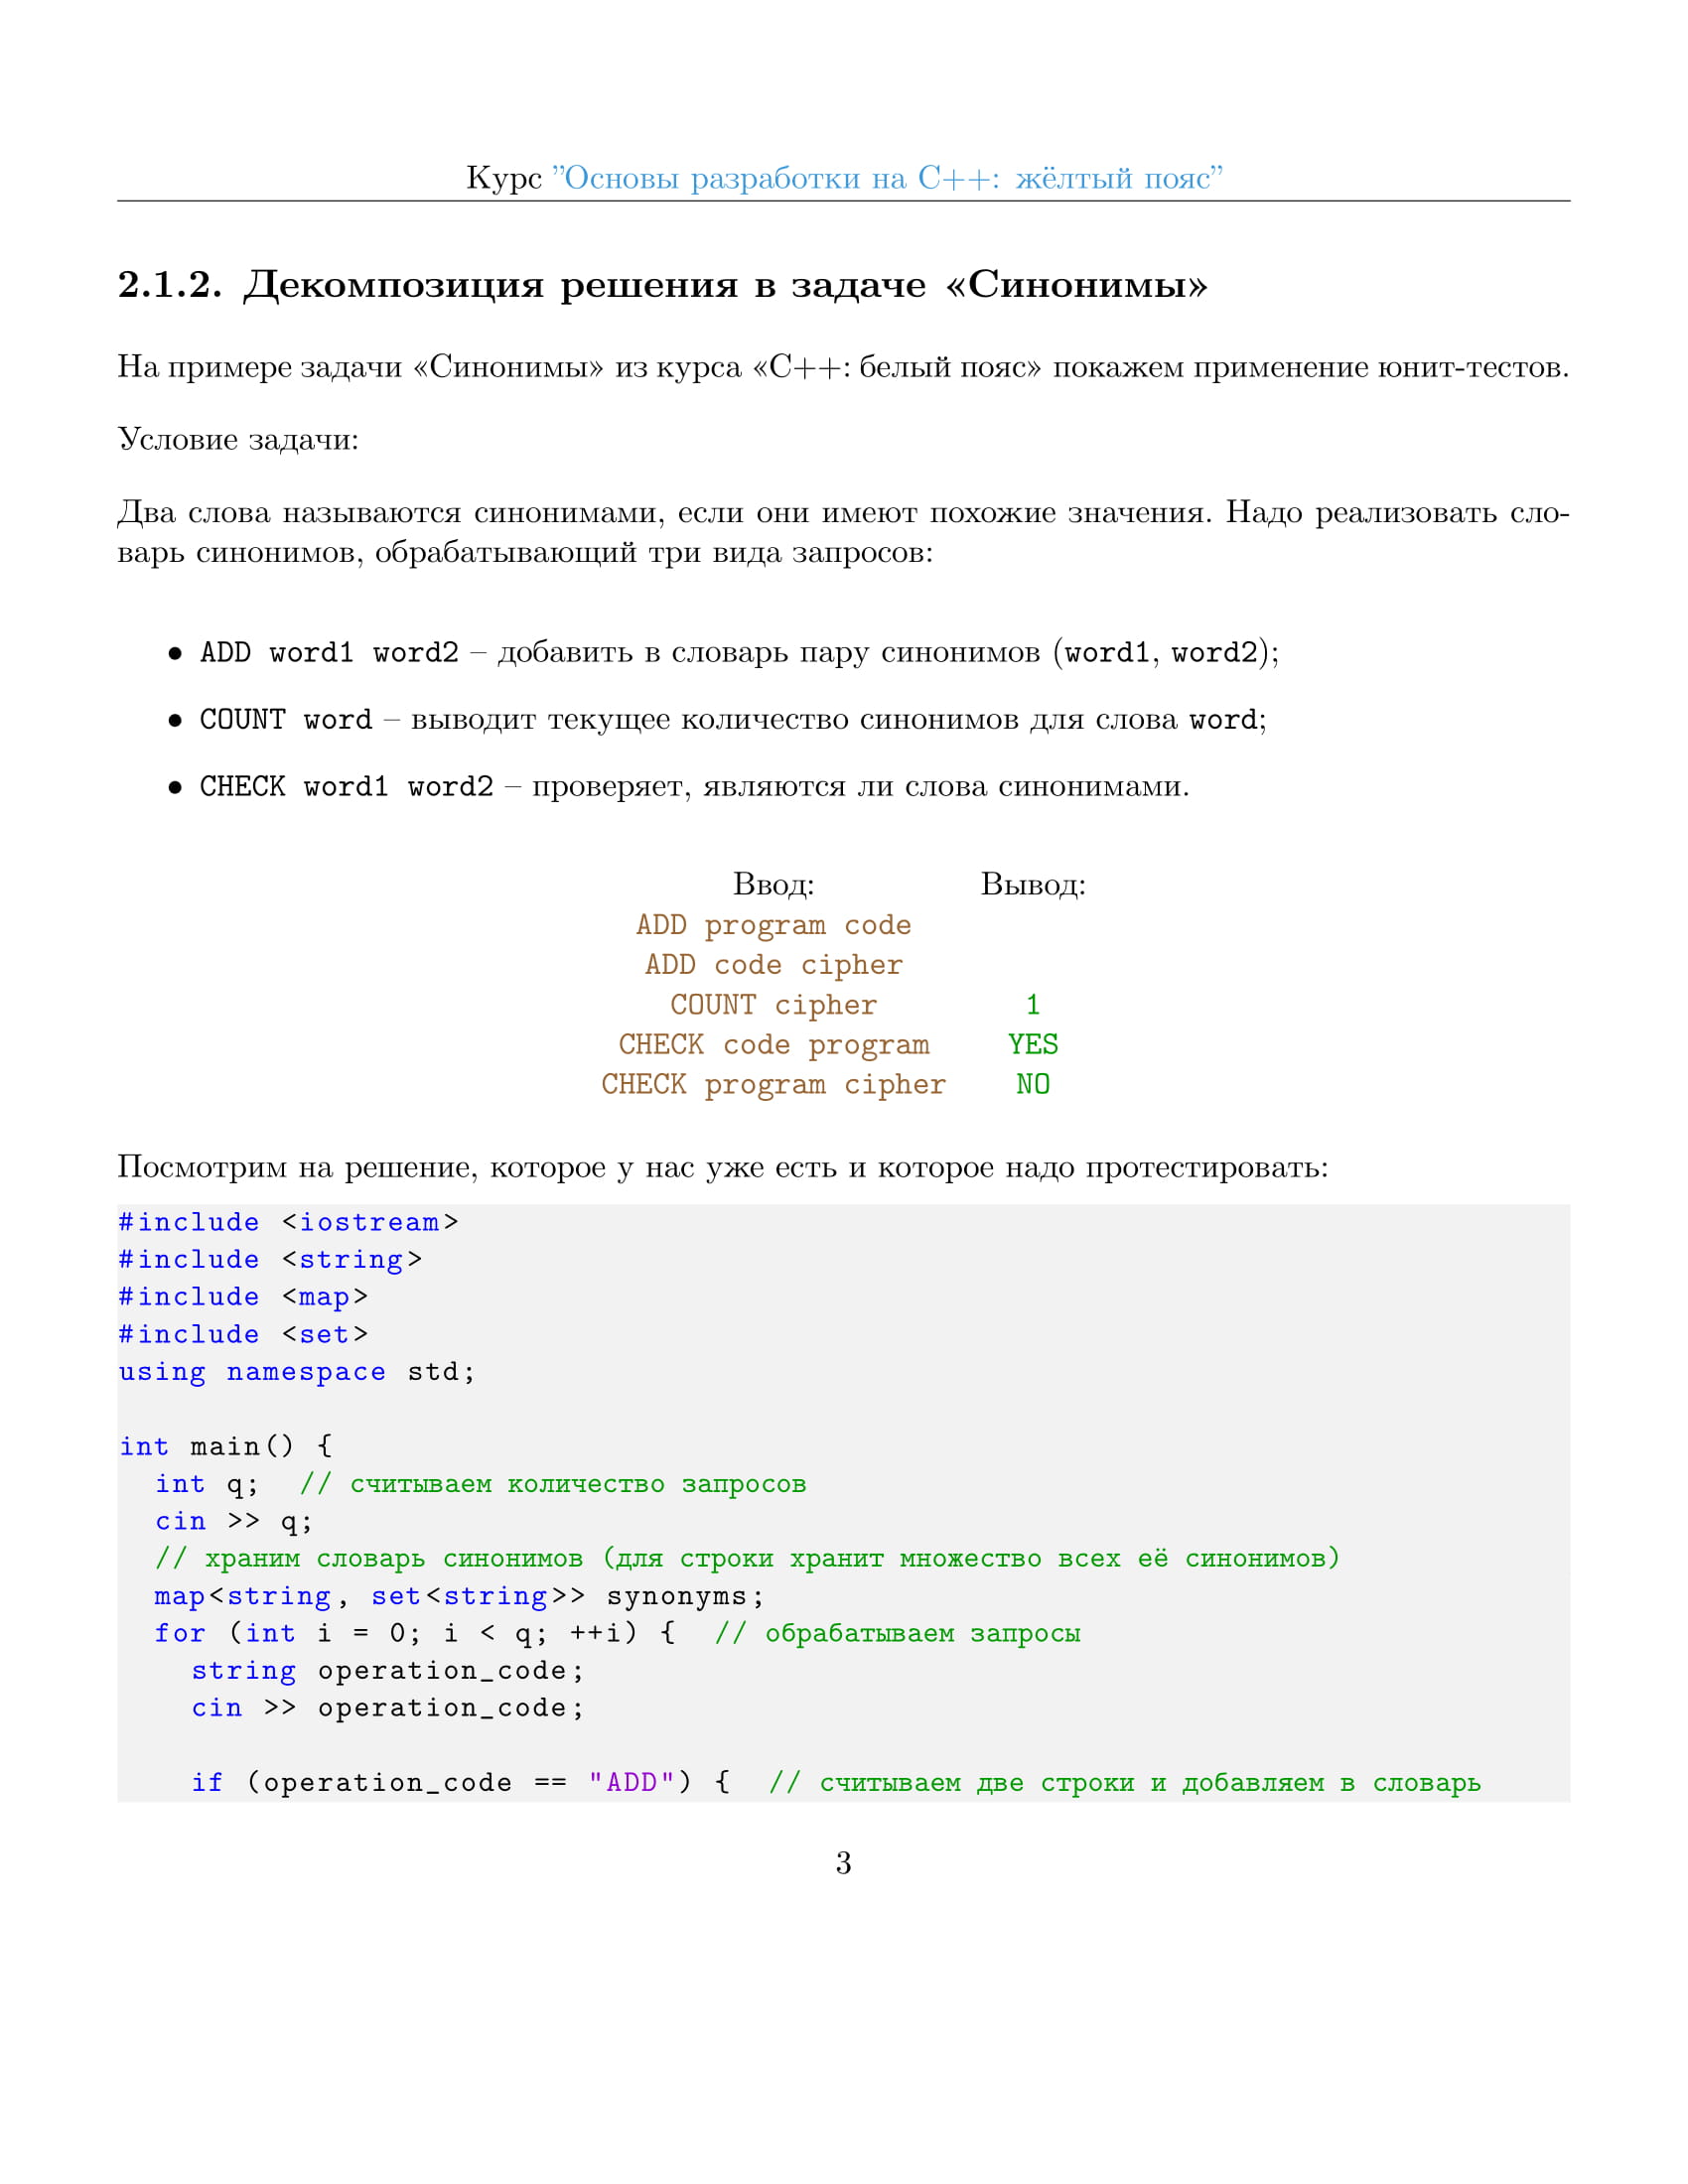 Курс ”Основы разработки на C++: жёлтый пояс”
2.1.2. Декомпозиция решения в задаче «Синонимы»
На примере задачи «Синонимы» из курса «C++: белый пояс» покажем применение юнит-тестов.
Условие задачи:
Два слова называются синонимами, если они имеют похожие значения. Надо реализовать сло-
варь синонимов, обрабатывающий три вида запросов:
• ADD word1 word2 – добавить в словарь пару синонимов (word1, word2);
• COUNT word – выводит текущее количество синонимов для слова word;
• CHECK word1 word2 – проверяет, являются ли слова синонимами.
Ввод: Вывод:
ADD program code
ADD code cipher
COUNT cipher 1
CHECK code program YES
CHECK program cipher NO
Посмотрим на решение, которое у нас уже есть и которое надо протестировать:
#include <iostream>
#include <string>
#include <map>
#include <set>
using namespace std;
int main() {
  int q;  // считываем количество запросов
  cin >> q;
  // храним словарь синонимов (для строки хранит множество всех её синонимов)
  map<string, set<string>> synonyms;
  for (int i = 0; i < q; ++i) {  // обрабатываем запросы
    string operation_code;
    cin >> operation_code;
    if (operation_code == "ADD") {  // считываем две строки и добавляем в словарь
3